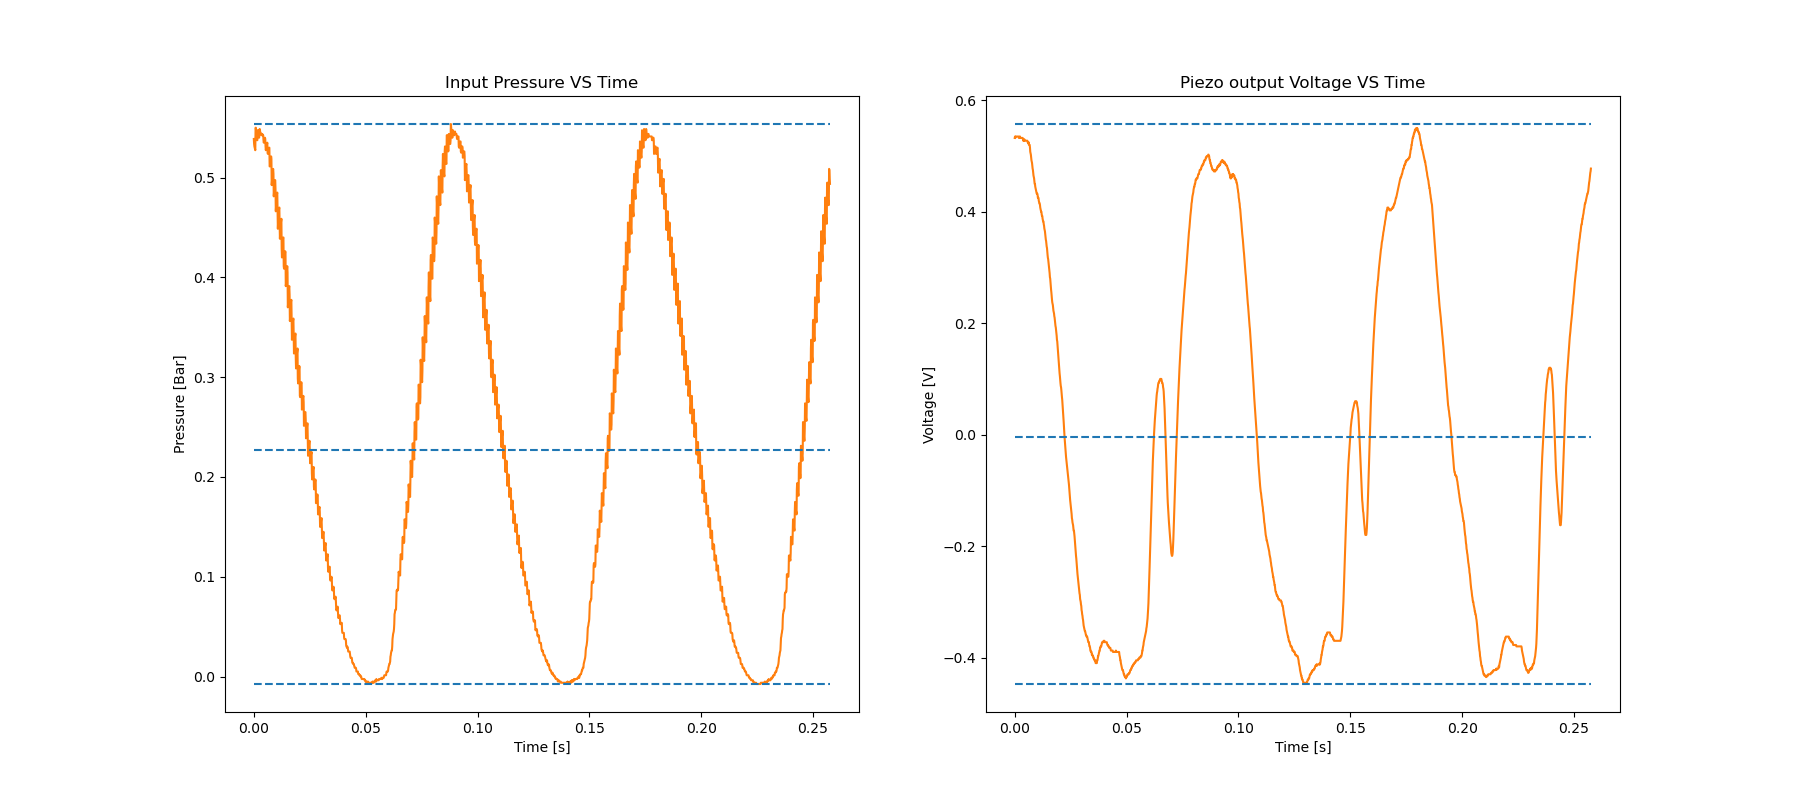 Input Pressure VS Time
Pressure [Bar]
0.5
0.4
0.3
0.2
0.1
0.0
0.00 0.05 0.10 0.15 0.20 0.25
Time [s]
Piezo output Voltage VS Time
Voltage [V]
0.6
0.4
0.2
0.0
−0.2
−0.4
0.00 0.05 0.10 0.15 0.20 0.25
Time [s]